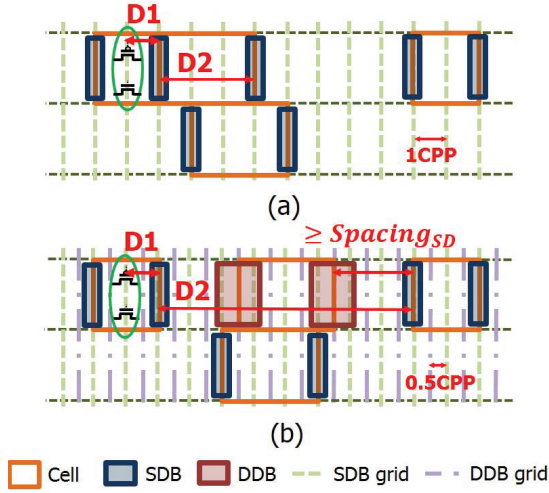 D1
D2
1CPP
(a)
≥ Spacing_SD
D1
D2
0.5CPP
(b)
Cell SDB DDB SDB grid DDB grid